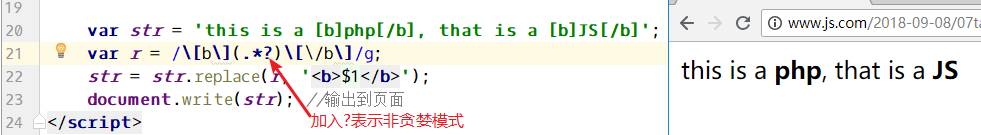 19
20 var str = 'this is a [b]php[/b], that is a [b]JS[/b]';
21 var r = /\[b\](.*?)\[\/b\]/g;
22 str = str.replace(r, '<b>$1</b>');
23 document.write(str); //输出到页面
加入?表示非贪婪模式
24 </script>
www.js.com/2018-09-08/07ta
this is a php, that is a JS